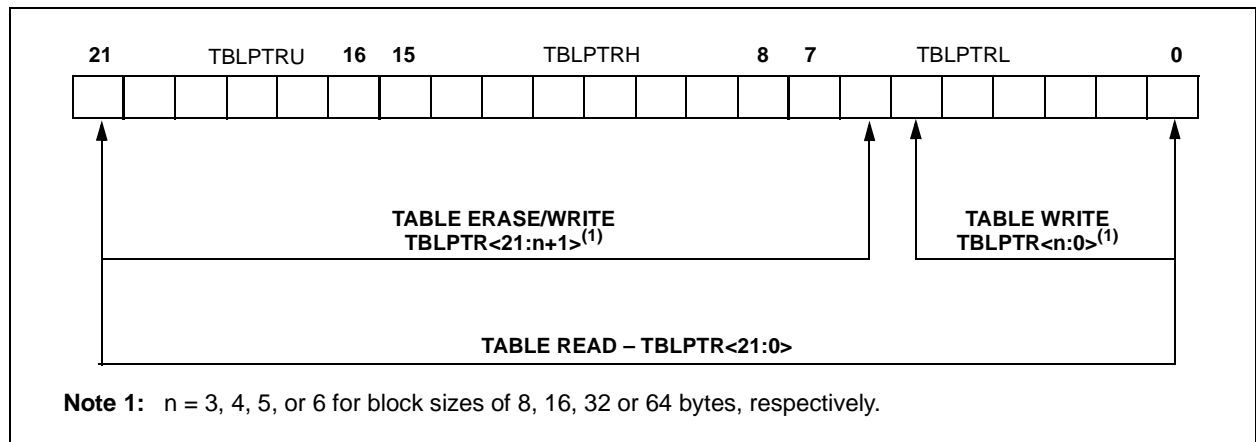 21 TBLPTRU 16 15 TBLPTRH 8 7 TBLPTRL 0
TABLE ERASE/WRITE TABLE WRITE
TBLPTR<21:n+1>(1) TBLPTR<n:0>(1)
TABLE READ – TBLPTR<21:0>
Note 1: n = 3, 4, 5, or 6 for block sizes of 8, 16, 32 or 64 bytes, respectively.